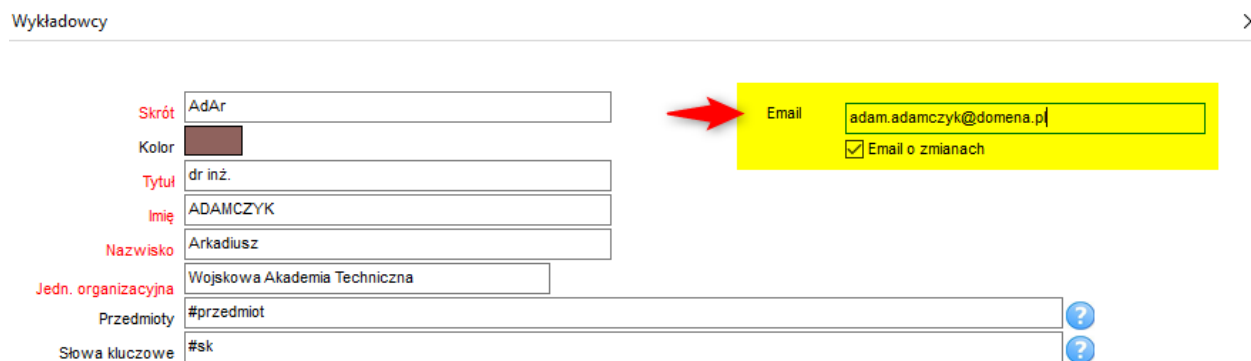 Wykładowcy
Skrót AdAr
Kolor
Tytuł dr inż.
Imię ADAMCZYK
Nazwisko Arkadiusz
Jedn. organizacyjna Wojskowa Akademia Techniczna
Przedmioty #przedmiot ?
Słowa kluczowe #sk ?
Email adam.adamczyk@domena.pl
Email o zmianach